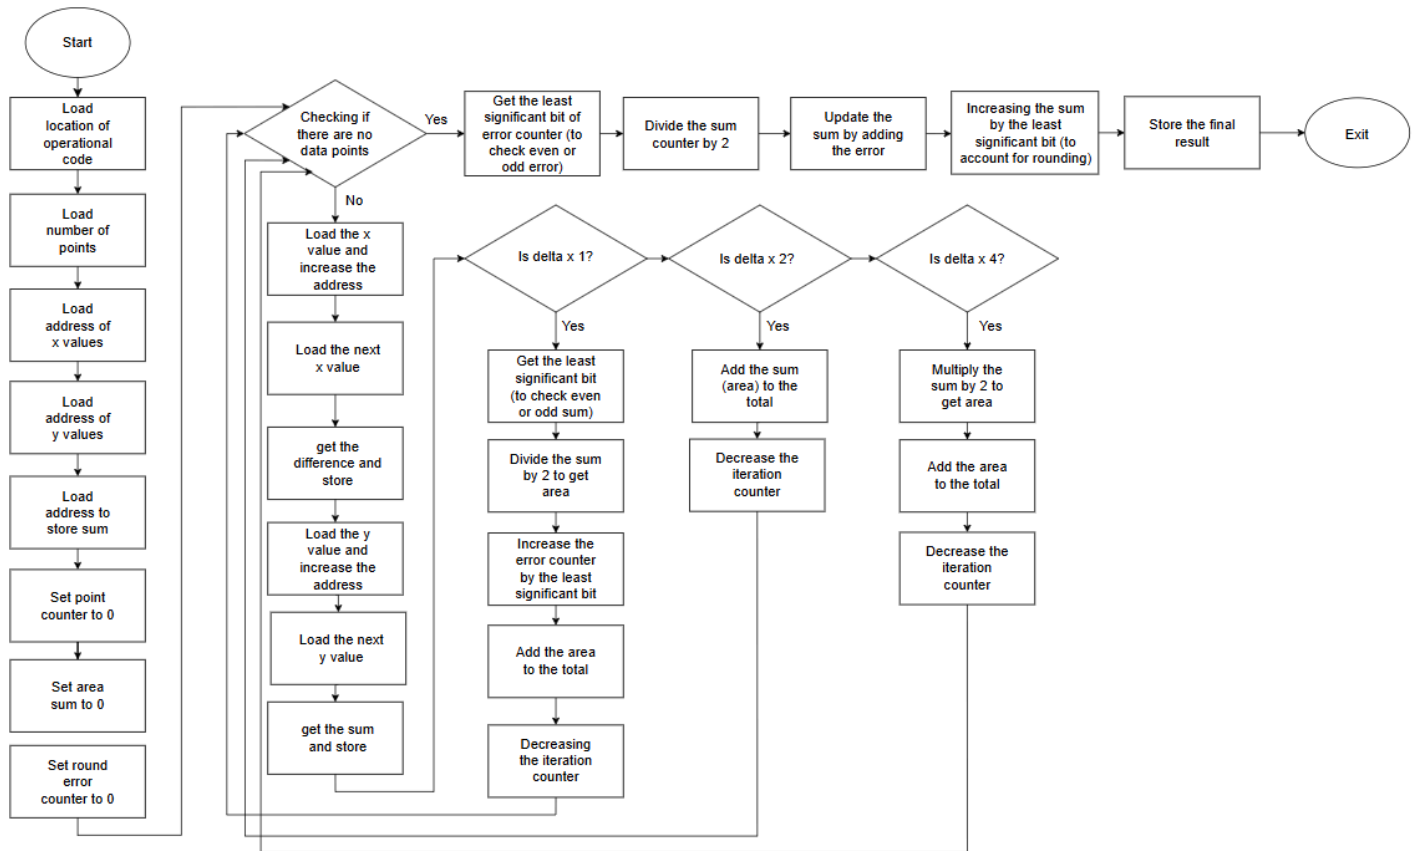 Start
Load
location of
operational
code
Load
number of
points
Load
address of
x values
Load
address of
y values
Load
address to
store sum
Set point
counter to 0
Set area
sum to 0
Set round
error
counter to 0
Checking if
there are no
data points
Yes
No
Get the least
significant bit of
error counter (to
check even or
odd error)
Divide the sum
counter by 2
Update the
sum by adding
the error
Increasing the sum
by the least
significant bit (to
account for rounding)
Store the final
result
Exit
Load the x
value and
increase the
address
Load the next
x value
get the
difference and
store
Load the y
value and
increase the
address
Load the next
y value
get the sum
and store
Is delta x 1?
Yes
Get the least
significant bit
(to check even
or odd sum)
Divide the sum
by 2 to get
area
Increase the
error counter
by the least
significant bit
Add the area
to the total
Decreasing
the iteration
counter
Is delta x 2?
Yes
Add the sum
(area) to the
total
Decrease the
iteration
counter
Is delta x 4?
Yes
Multiply the
sum by 2 to
get area
Add the area
to the total
Decrease the
iteration
counter